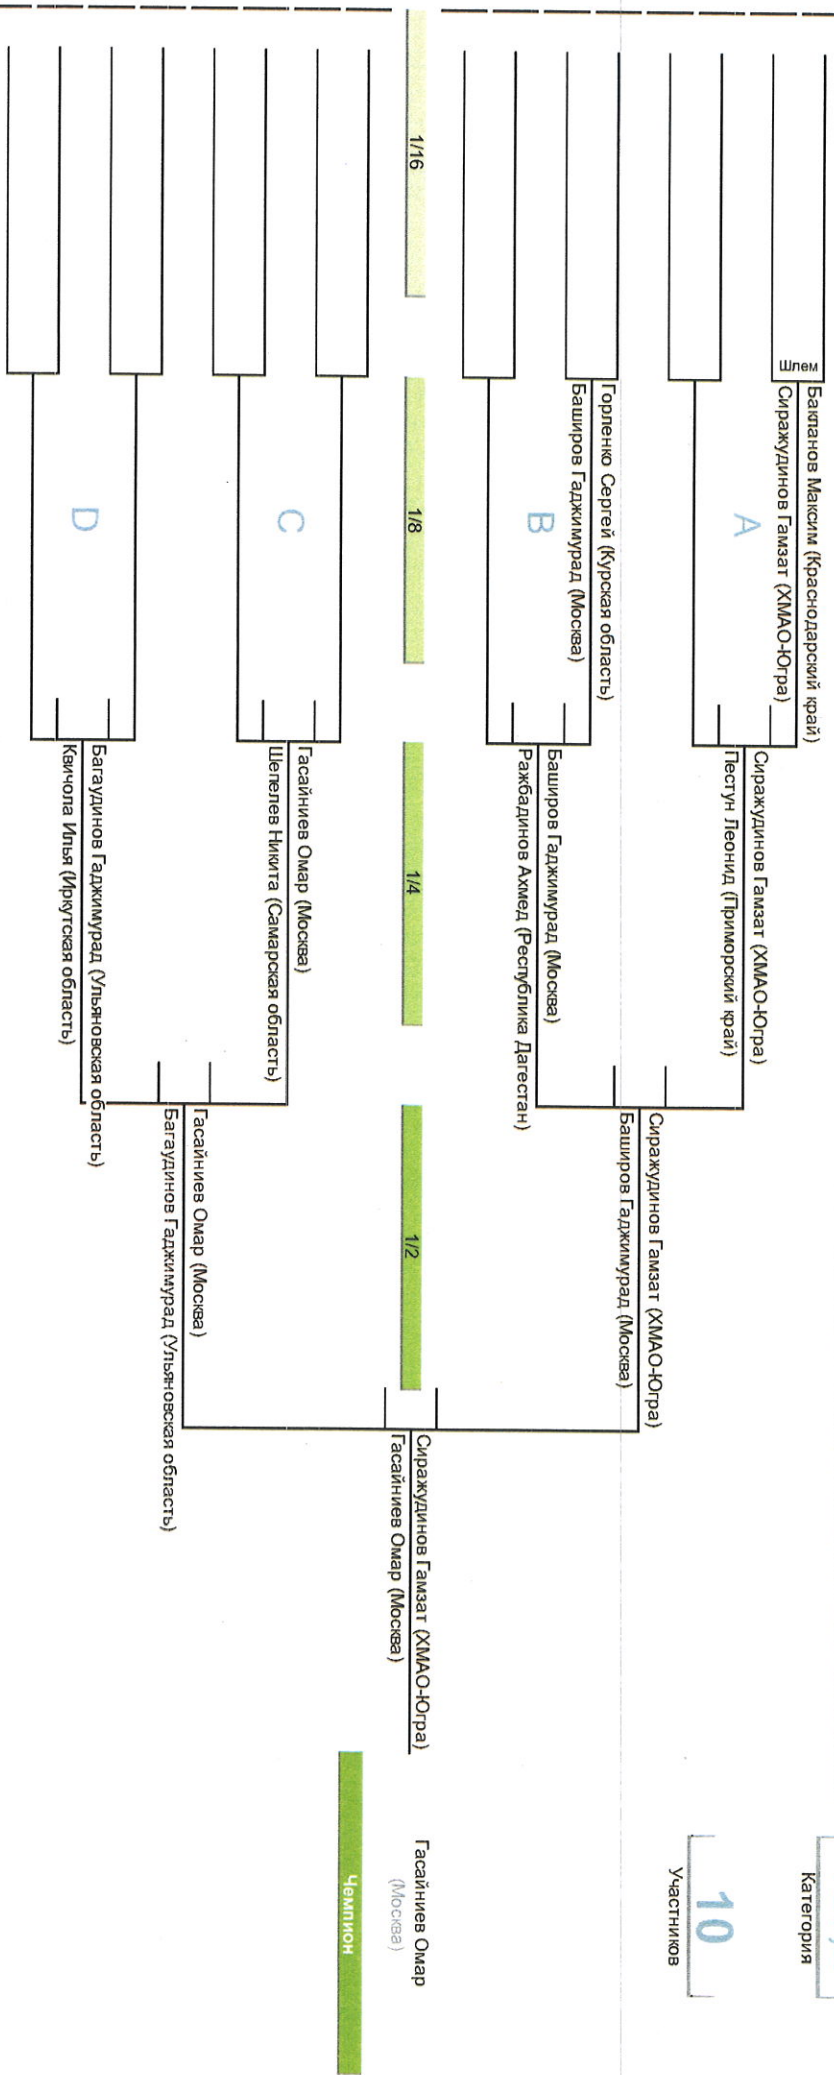 Категория
10
Участников
1/16
1/8
1/4
1/2
Чемпион
Шлем
Бакланов Максим (Краснодарский край)
Сиражудинов Гамзат (ХМАО-Югра)
A
Горленко Сергей (Курская область)
Баширов Гаджимурад (Москва)
B
C
D
Сиражудинов Гамзат (ХМАО-Югра)
Пестун Леонид (Приморский край)
Баширов Гаджимурад (Москва)
Ражбадинов Ахмед (Республика Дагестан)
Гасайниев Омар (Москва)
Шепелев Никита (Самарская область)
Багаудинов Гаджимурад (Ульяновская область)
Квичола Илья (Иркутская область)
Сиражудинов Гамзат (ХМАО-Югра)
Баширов Гаджимурад (Москва)
Гасайниев Омар (Москва)
Багаудинов Гаджимурад (Ульяновская область)
Сиражудинов Гамзат (ХМАО-Югра)
Гасайниев Омар (Москва)
Гасайниев Омар
(Москва)